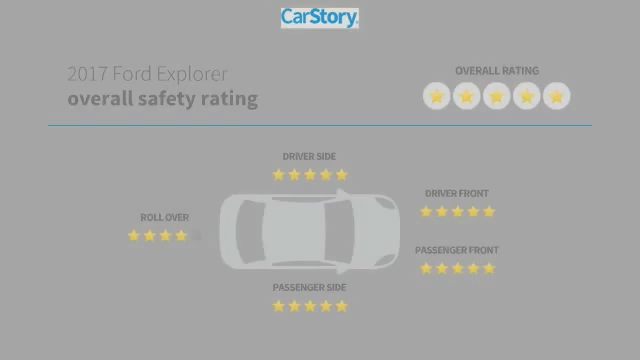 CarStory
2017 Ford Explorer
overall safety rating
OVERALL RATING
DRIVER SIDE
DRIVER FRONT
ROLL OVER
PASSENGER FRONT
PASSENGER SIDE